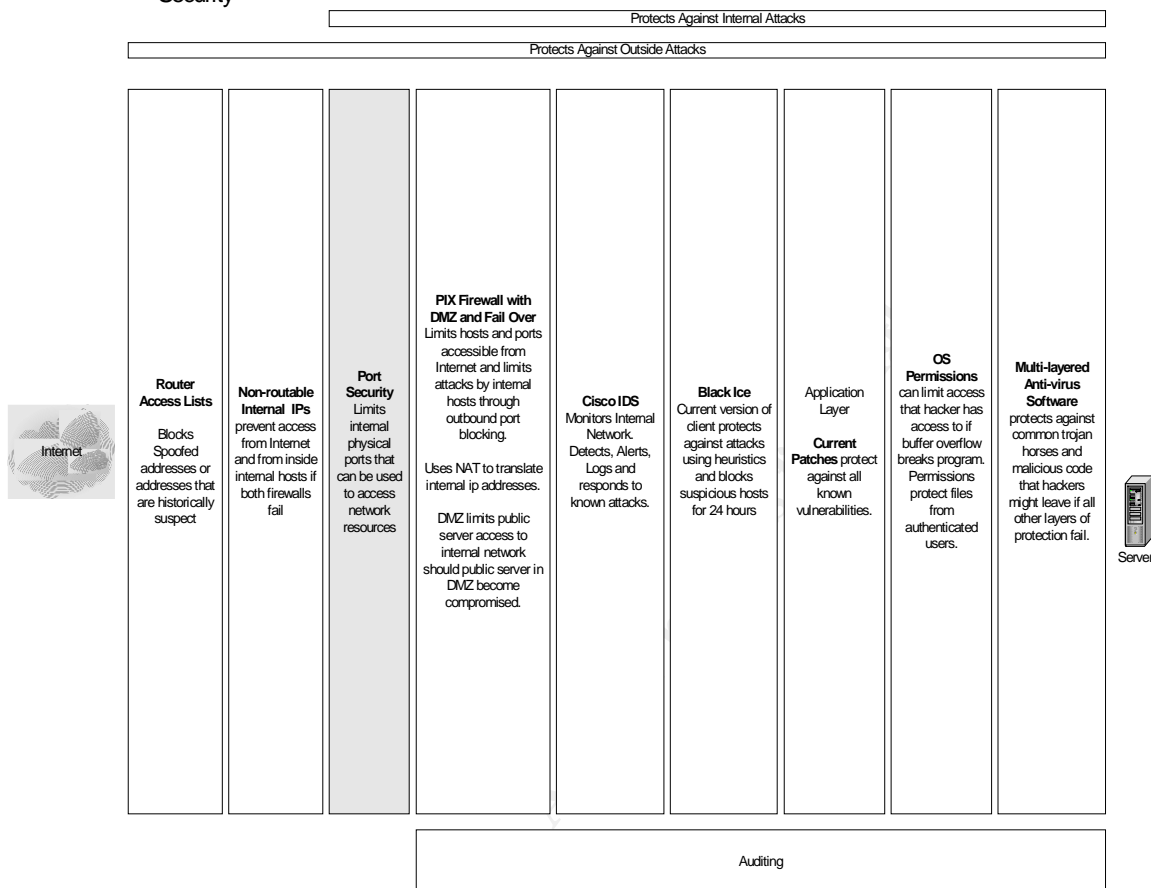 Security
Protects Against Internal Attacks
Protects Against Outside Attacks
Internet
Router
Access Lists
Blocks
Spoofed
addresses or
addresses that
are historically
suspect
Non-routable
Internal IPs
prevent access
from Internet
and from inside
internal hosts if
both firewalls
fail
Port
Security
Limits
internal
physical
ports that
can be used
to access
network
resources
PIX Firewall with
DMZ and Fail Over
Limits hosts and ports
accessible from
Internet and limits
attacks by internal
hosts through
outbound port
blocking.
Uses NAT to translate
internal ip addresses.
DMZ limits public
server access to
internal network
should public server in
DMZ become
compromised.
Cisco IDS
Monitors Internal
Network.
Detects, Alerts,
Logs and
responds to
known attacks.
Black Ice
Current version of
client protects
against attacks
using heuristics
and blocks
suspicious hosts
for 24 hours
Application
Layer
Current
Patches protect
against all
known
vulnerabilities.
OS
Permissions
can limit access
that hacker has
access to if
buffer overflow
breaks program.
Permissions
protect files
from
authenticated
users.
Multi-layered
Anti-virus
Software
protects against
common trojan
horses and
malicious code
that hackers
might leave if all
other layers of
protection fail.
Server
Auditing